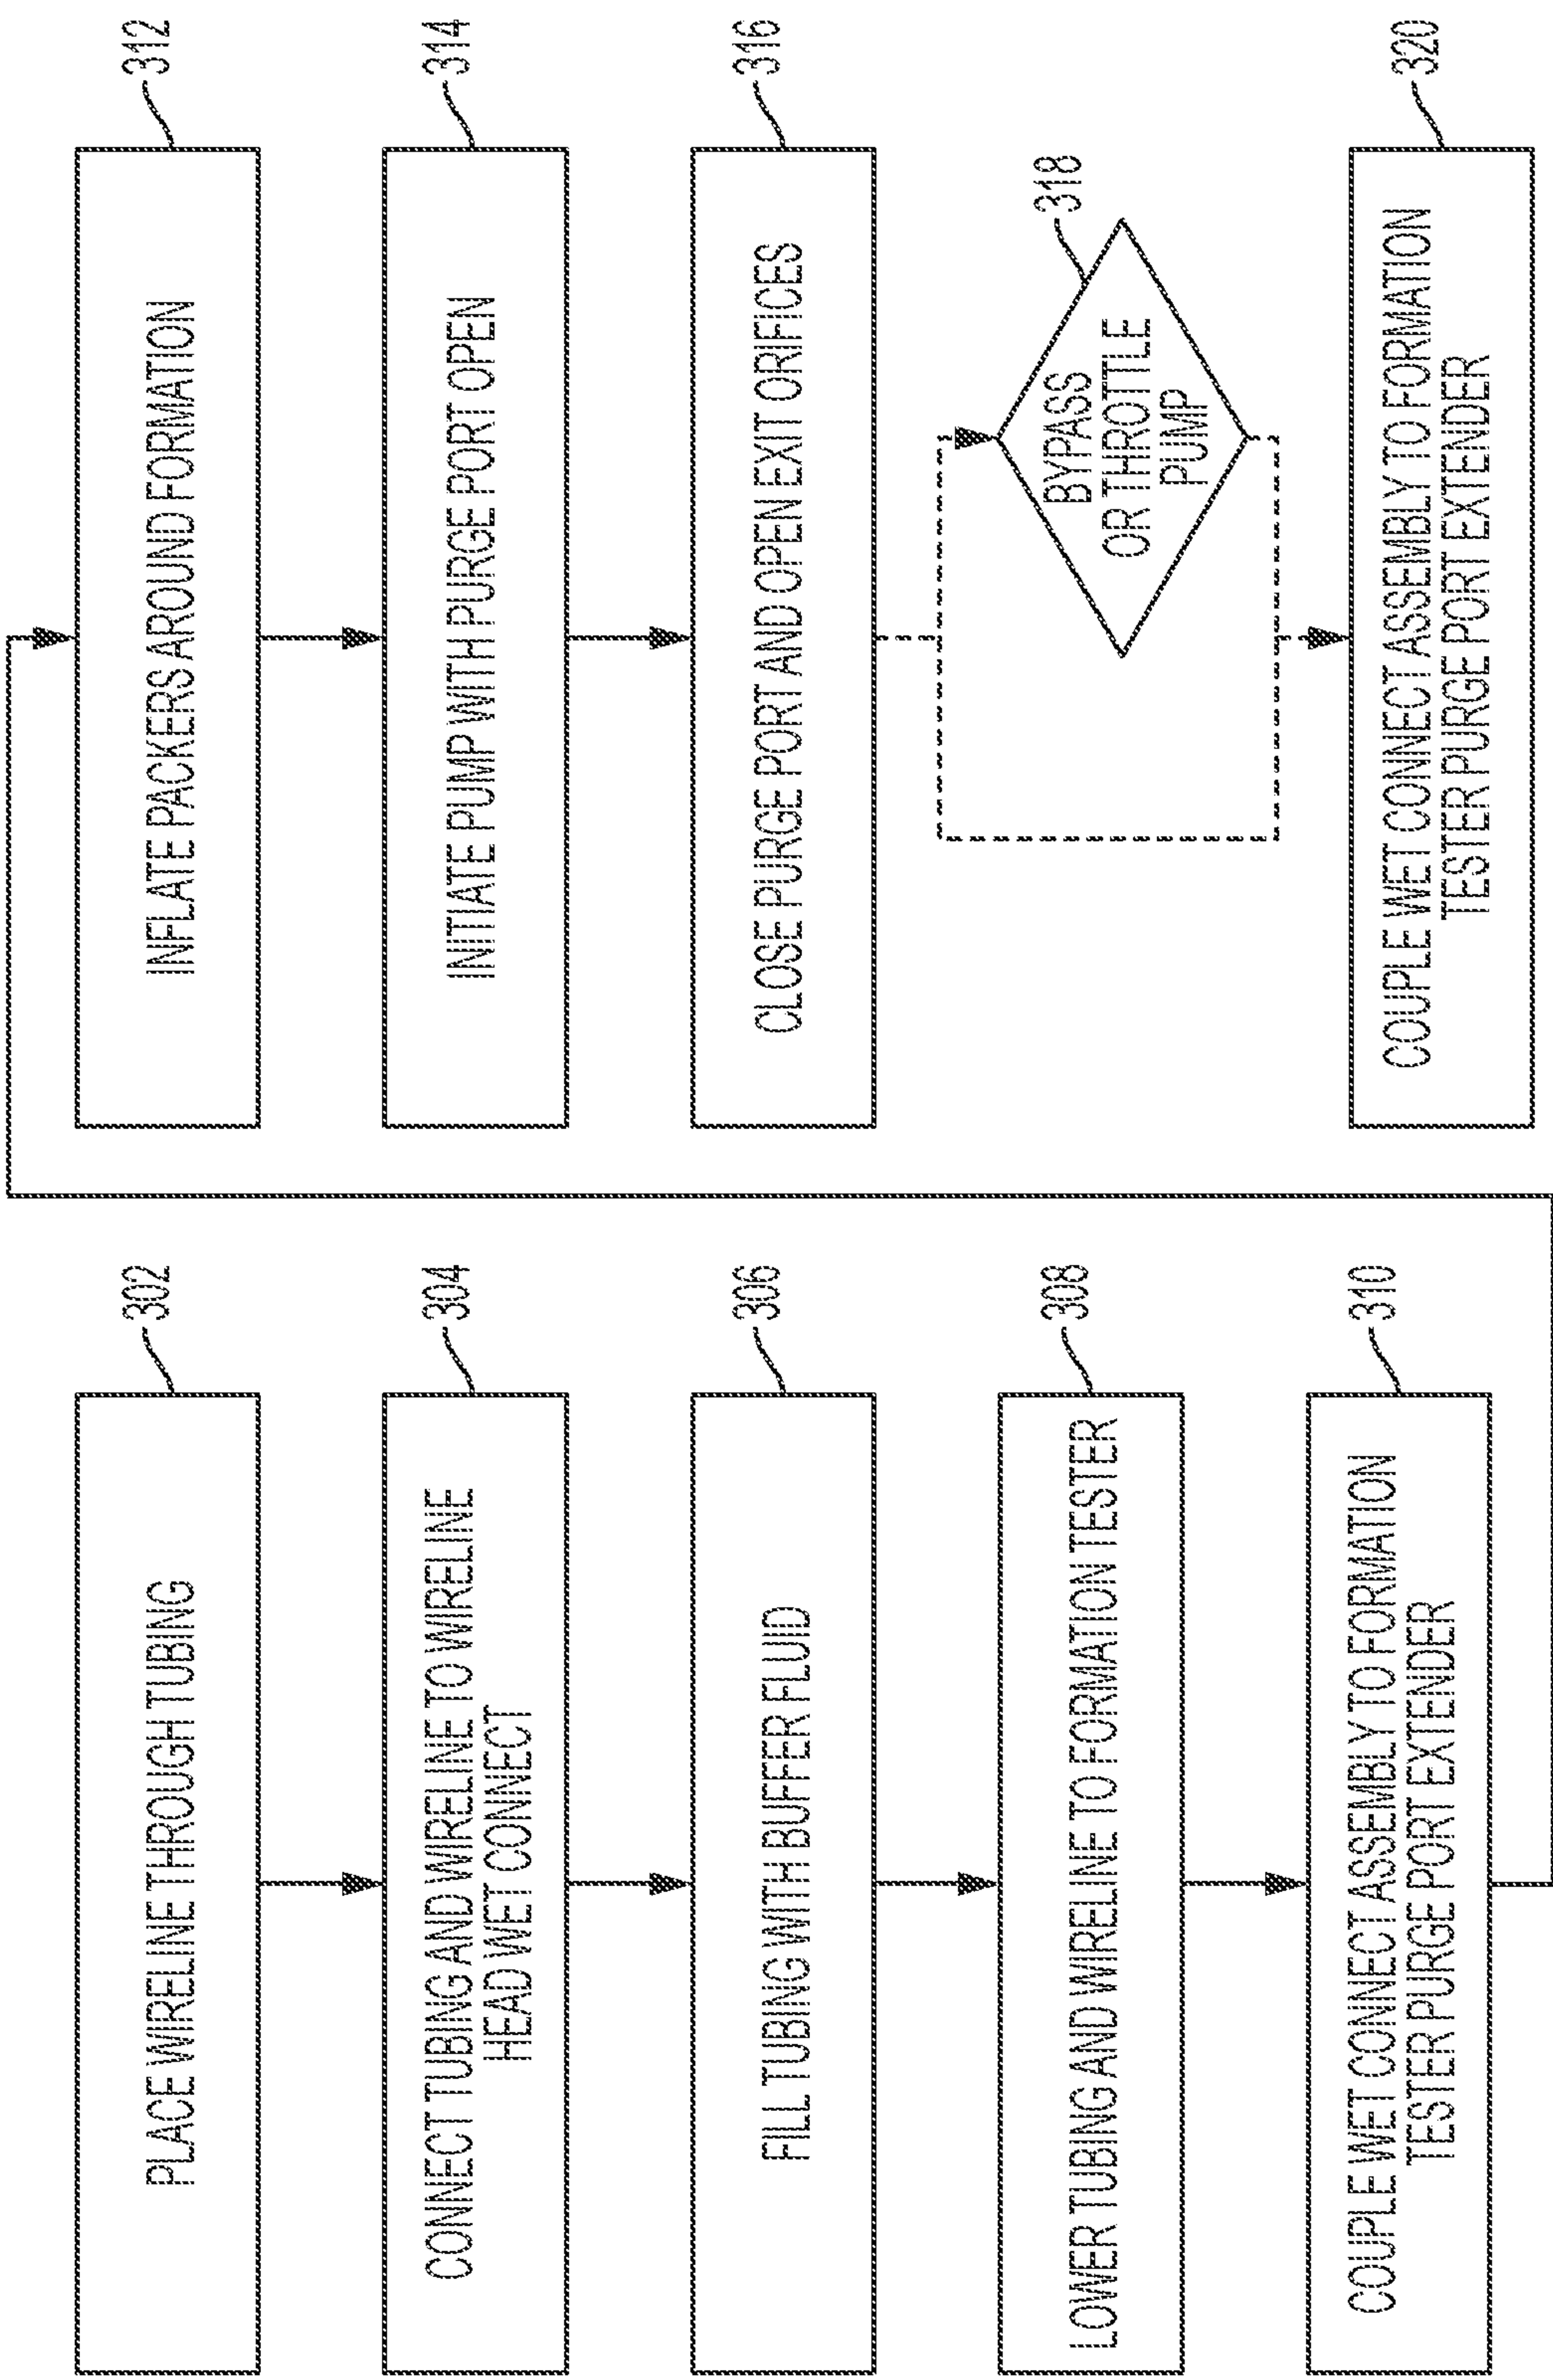 302
PLACE WIRELINE THROUGH TUBING
304
CONNECT TUBING AND WIRELINE TO WIRELINE
HEAD WET CONNECT
306
FILL TUBING WITH BUFFER FLUID
308
LOWER TUBING AND WIRELINE TO FORMATION TESTER
310
COUPLE WET CONNECT ASSEMBLY TO FORMATION
TESTER PURGE PORT EXTENDER
312
INFLATE PACKERS AROUND FORMATION
314
INITIATE PUMP WITH PURGE PORT OPEN
316
CLOSE PURGE PORT AND OPEN EXIT ORIFICES
318
BYPASS
OR THROTTLE
PUMP
320
COUPLE WET CONNECT ASSEMBLY TO FORMATION
TESTER PURGE PORT EXTENDER